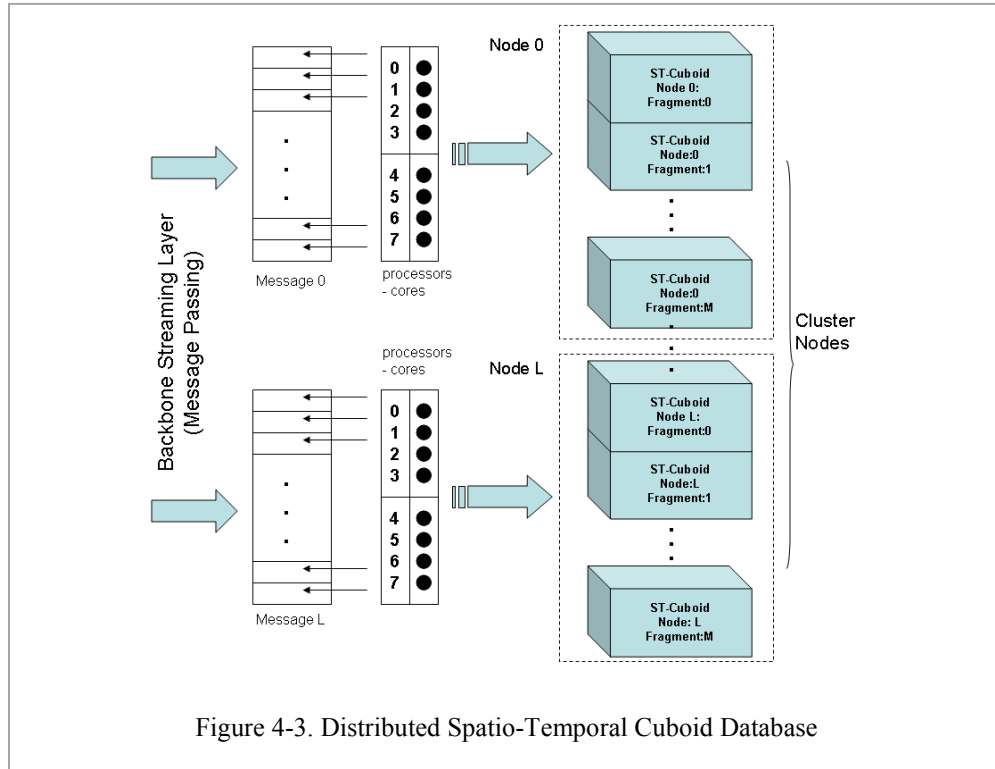 Node 0
0
1
2
3
4
5
6
7
ST-Cuboid
Node 0:
Fragment:0
ST-Cuboid
Node:0
Fragment:1
ST-Cuboid
Node:0
Fragment:M
Message 0
processors
- cores
Backbone Streaming Layer
(Message Passing)
Cluster
Nodes
processors
- cores
Node L
0
1
2
3
4
5
6
7
ST-Cuboid
Node L:
Fragment:0
ST-Cuboid
Node:L
Fragment:1
ST-Cuboid
Node: L
Fragment:M
Message L
Figure 4-3. Distributed Spatio-Temporal Cuboid Database